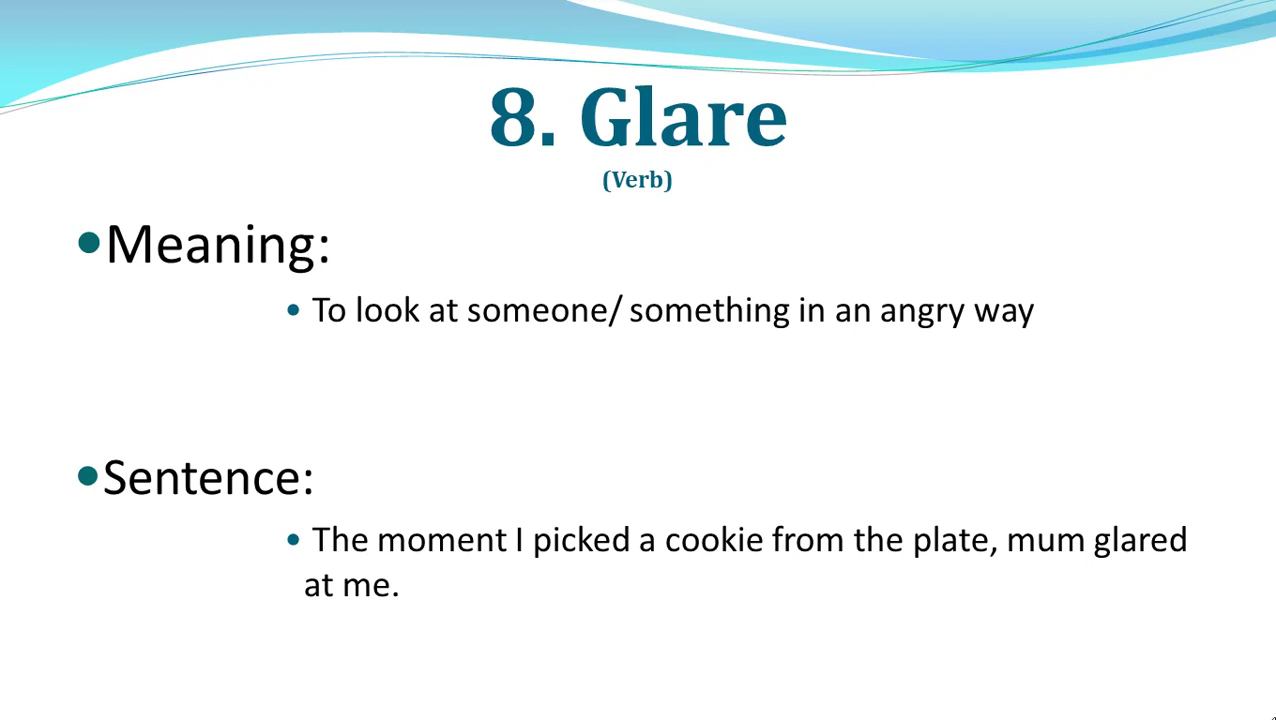 8. Glare
(Verb)
•Meaning:
• To look at someone/ something in an angry way
•Sentence:
• The moment I picked a cookie from the plate, mum glared
at me.